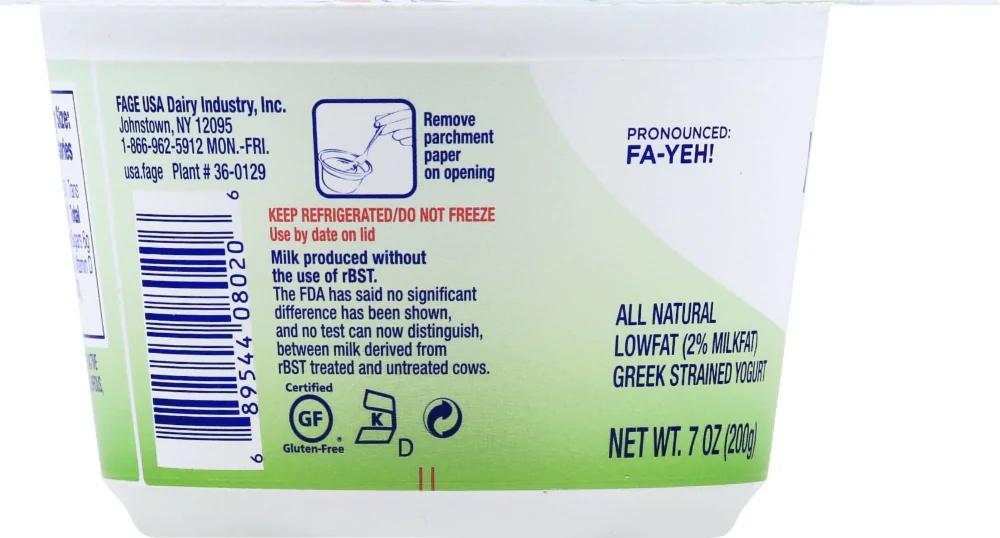 FAGE USA Dairy Industry, Inc.
Johnstown, NY 12095
1-866-962-5912 MON.-FRI.
usa.fage Plant # 36-0129
Remove
parchment
paper
on opening
KEEP REFRIGERATED/DO NOT FREEZE
Use by date on lid
Milk produced without
the use of rBST.
The FDA has said no significant
difference has been shown,
and no test can now distinguish,
between milk derived from
rBST treated and untreated cows.
6 89544 08020 6
Certified
GF
®
Gluten-Free
K
D
PRONOUNCED:
FA-YEH!
ALL NATURAL
LOWFAT (2% MILKFAT)
GREEK STRAINED YOGURT
NET WT. 7 OZ (200g)